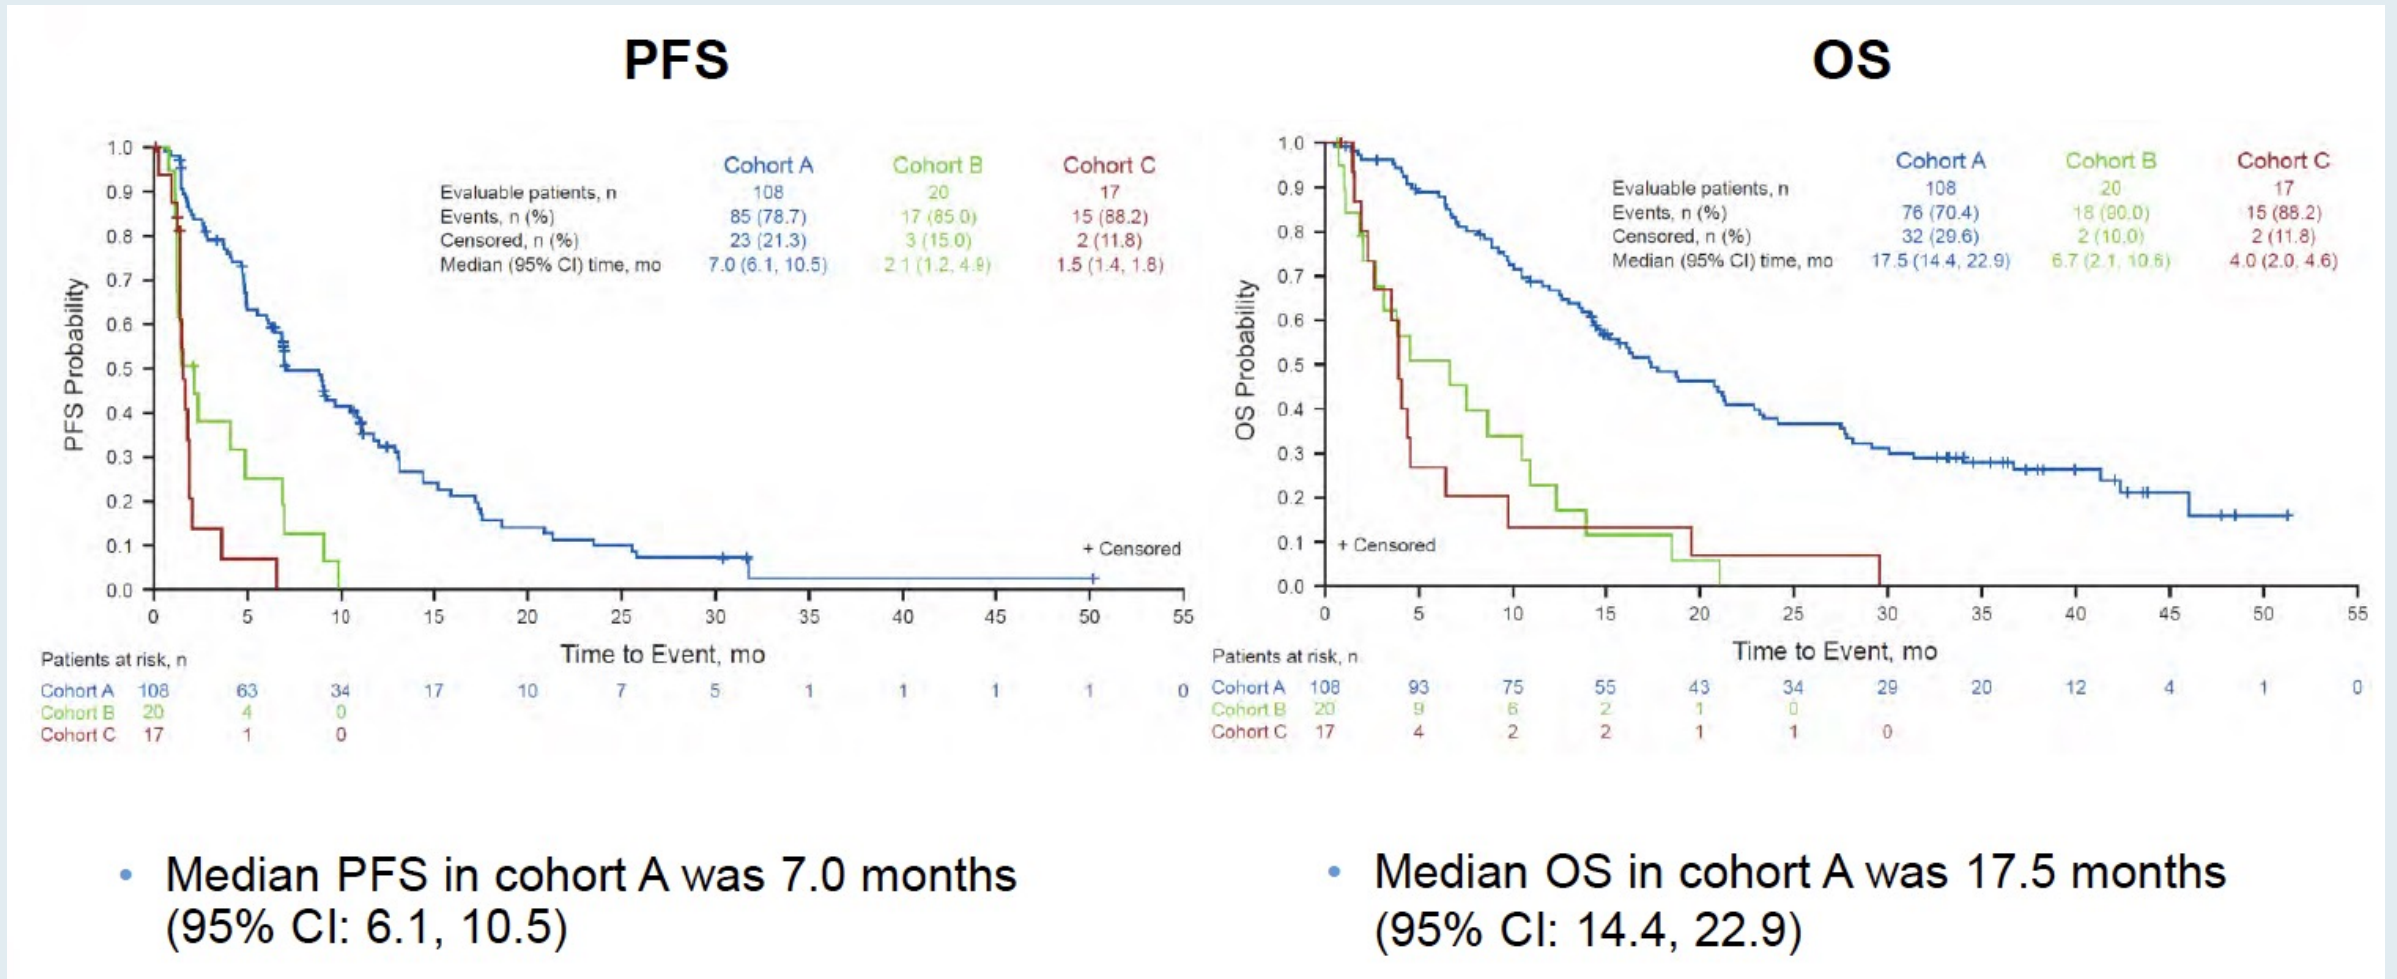 PFS
1.0
0.9
0.8
0.7
0.6
0.5
0.4
0.3
0.2
0.1
0.0
PFS Probability
Cohort A Cohort B Cohort C
Evaluable patients, n 108 20 17
Events, n (%) 85 (78.7) 17 (85.0) 15 (88.2)
Censored, n (%) 23 (21.3) 3 (15.0) 2 (11.8)
Median (95% CI) time, mo 7.0 (6.1, 10.5) 2.1 (1.2, 4.9) 1.5 (1.4, 1.8)
+ Censored
0 5 10 15 20 25 30 35 40 45 50 55
Time to Event, mo
Patients at risk, n
Cohort A 108 63 34 17 10 7 5 1 1 1 1 0
Cohort B 20 4 0
Cohort C 17 1 0
• Median PFS in cohort A was 7.0 months
(95% CI: 6.1, 10.5)
OS
1.0
0.9
0.8
0.7
0.6
0.5
0.4
0.3
0.2
0.1
0.0
OS Probability
Cohort A Cohort B Cohort C
Evaluable patients, n 108 20 17
Events, n (%) 76 (70.4) 18 (90.0) 15 (88.2)
Censored, n (%) 32 (29.6) 2 (10.0) 2 (11.8)
Median (95% CI) time, mo 17.5 (14.4, 22.9) 6.7 (2.1, 10.6) 4.0 (2.0, 4.6)
+ Censored
0 5 10 15 20 25 30 35 40 45 50 55
Time to Event, mo
Patients at risk, n
Cohort A 108 93 75 55 43 34 29 20 12 4 1 0
Cohort B 20 9 6 2 1 0
Cohort C 17 4 2 2 1 1 0
• Median OS in cohort A was 17.5 months
(95% CI: 14.4, 22.9)